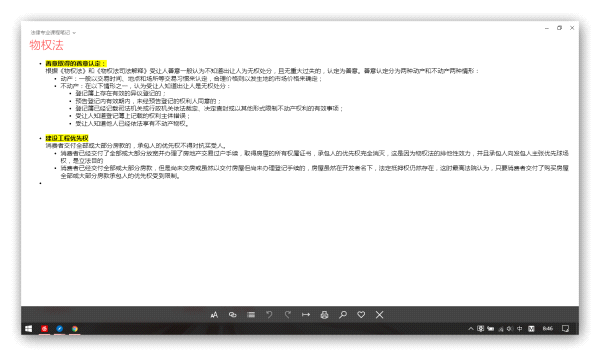 法律专业课程笔记
物权法
善意取得的善意认定：
根据《物权法》和《物权法司法解释》受让人善意一般认为不知道出让人为无权处分，且无重大过失的，认定为善意。善意认定分为两种动产和不动产两种情形：
动产：一般以交易时间、地点和场所等交易习惯来认定，合理价格则以发生地的市场价格来确定；
不动产：在以下情形之一，认为受让人知道出让人是无权处分：
登记簿上存在有效的异议登记的；
预告登记内有效期内，未经预告登记的权利人同意的；
登记簿已经记载司法机关或行政机关依法裁定、决定查封或以其他形式限制不动产权利的有效事项；
受让人知道登记簿上记载的权利主体错误；
受让人知道他人已经依法享有不动产物权。
建设工程优先权
消费者交付全部或大部分房款的，承包人的优先权不得对抗买受人。
消费者已经交付了全部或大部分放置并办理了房地产交易过户手续，取得房屋的所有权属证书，承包人的优先权完全消灭，这是因为物权法的排他性效力，并且承包人向发包人主张优先球场
权，是立法目的
消费者已经交付全部或大部分房款，但是尚未交房或虽然以交付房屋但尚未办理登记手续的，房屋虽然在开发者名下，法定抵押权仍然存在，这时最高法院认为，只要消费者交付了购买房屋
全部或大部分房款承包人的优先权受到限制。
中
M
8:46